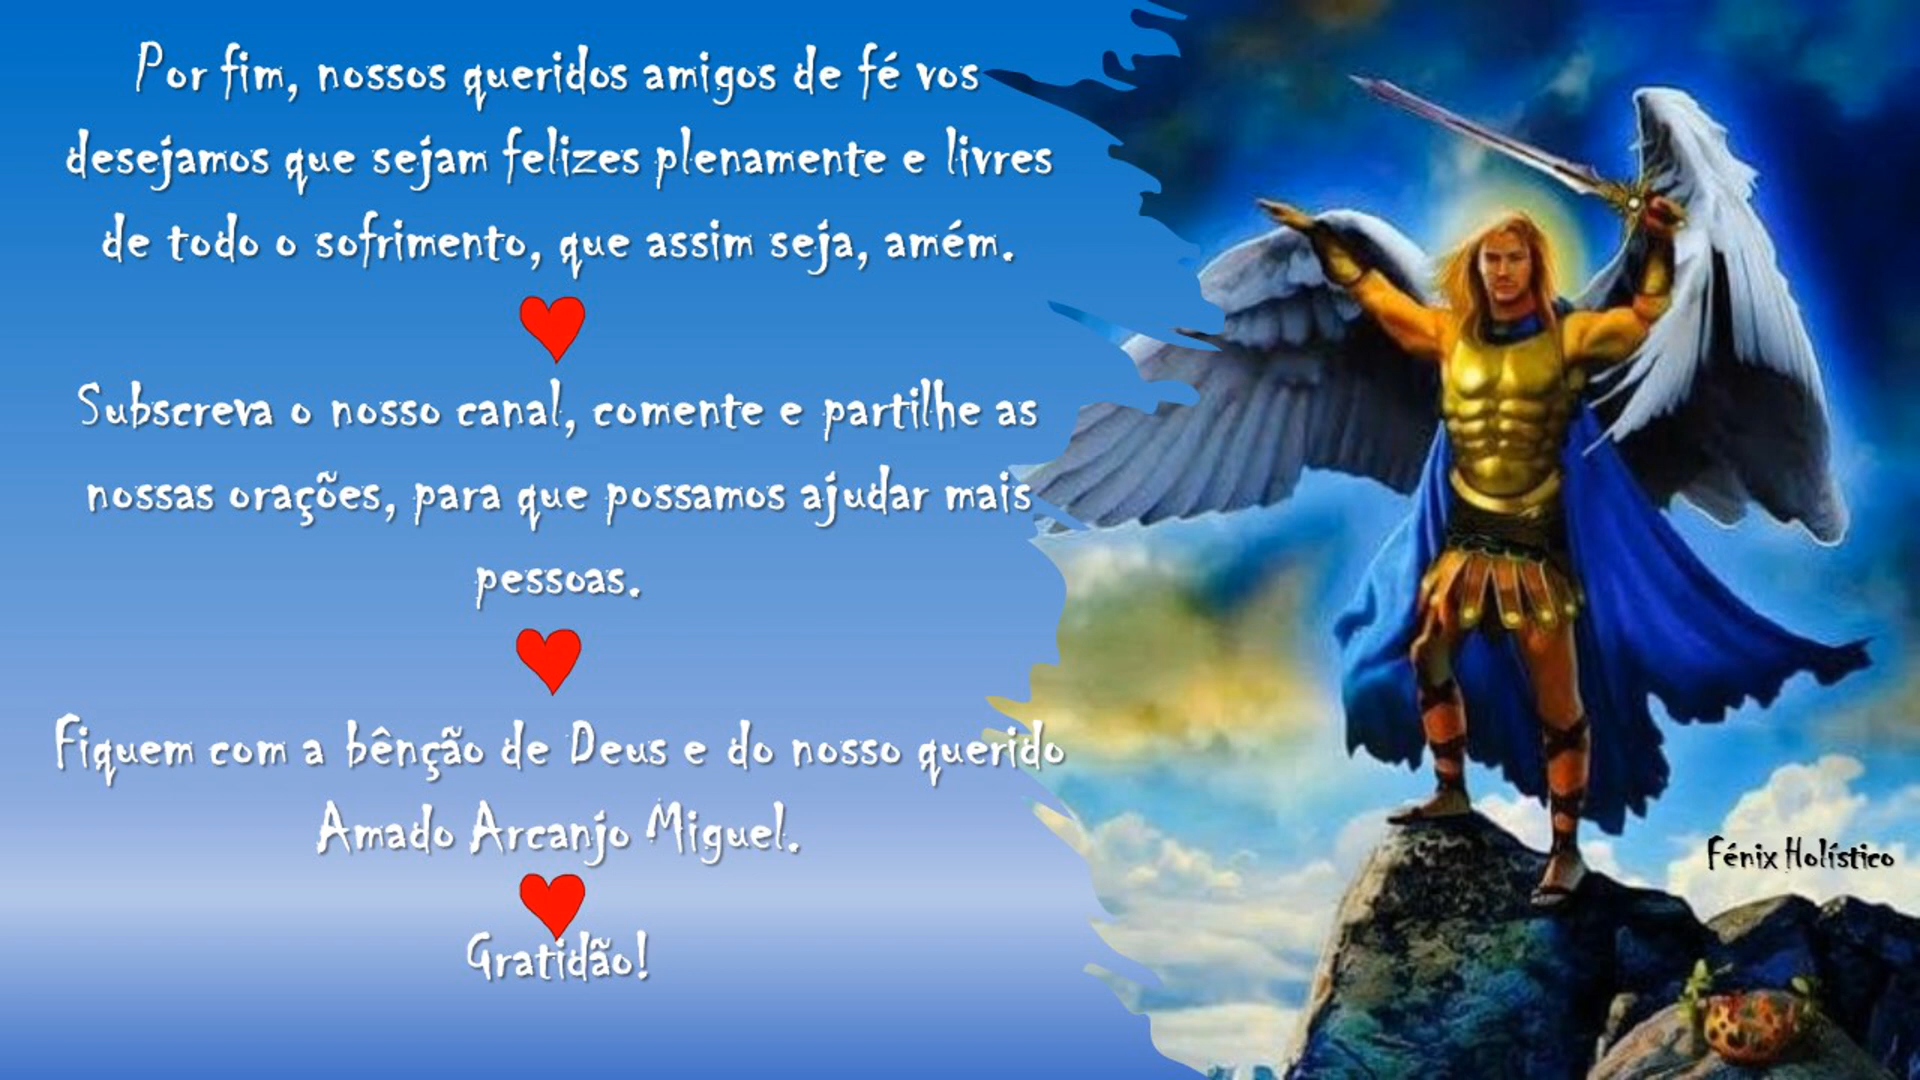 Por fim, nossos queridos amigos de fé vos
desejamos que sejam felizes plenamente e livres
de todo o sofrimento, que assim seja, amém.
Subscreva o nosso canal, comente e partilhe as
nossas orações, para que possamos ajudar mais
pessoas.
Fiquem com a bênção de Deus e do nosso querido
Amado Arcanjo Miguel.
Gratidão!
Fénix Holístico